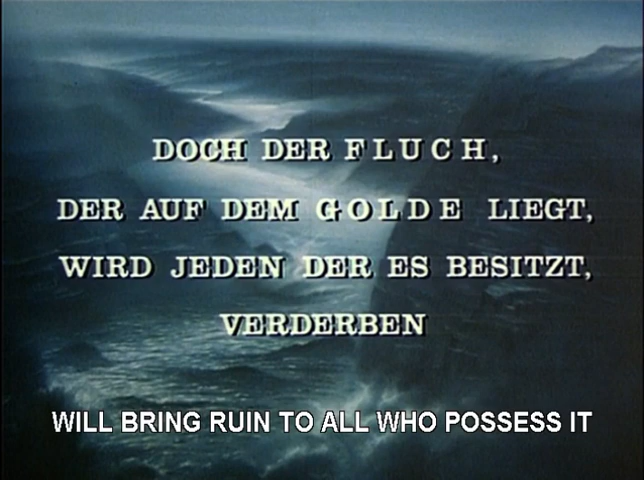 DOCH DER FLUCH,
DER AUF DEM GOLDE LIEGT,
WIRD JEDEN DER ES BESITZT,
VERDERBEN
WILL BRING RUIN TO ALL WHO POSSESS IT